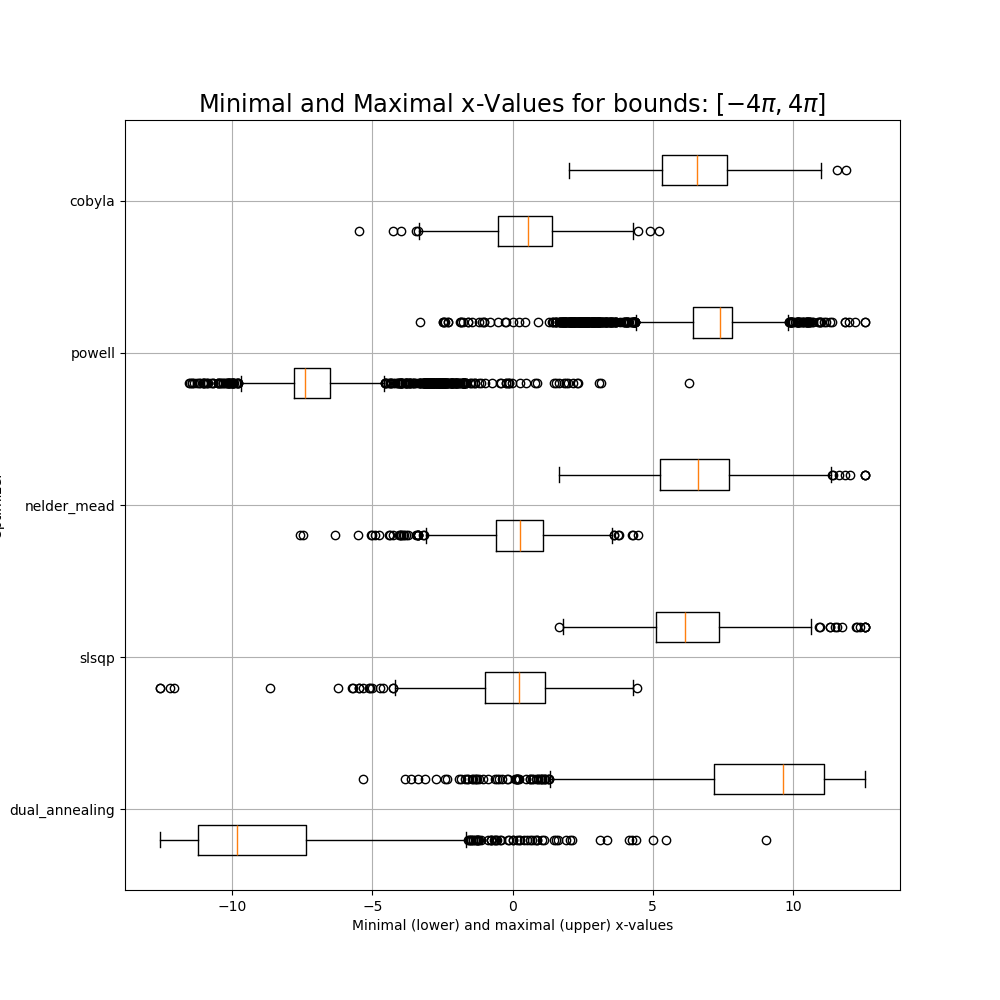 Minimal and Maximal x-Values for bounds: [−4π, 4π]
cobyla
powell
nelder_mead
slsqp
dual_annealing
−10 −5 0 5 10
Minimal (lower) and maximal (upper) x-values